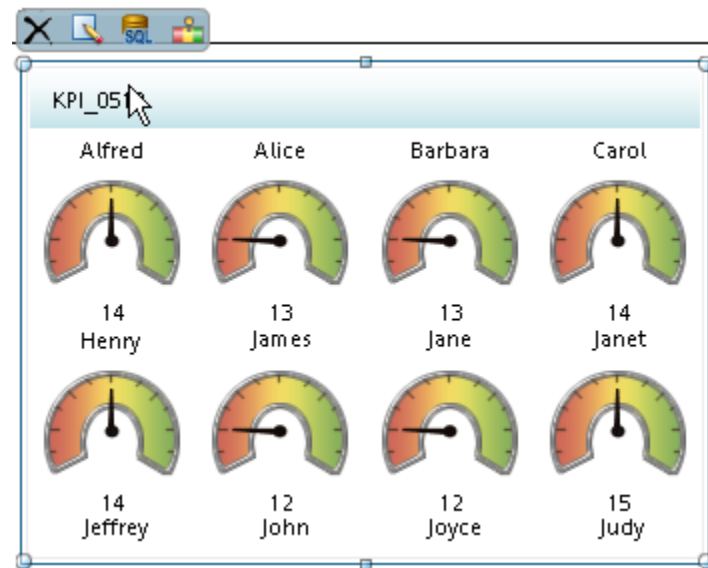 SQL
Alfred Alice Barbara Carol
14 13 13 14
Henry James Jane Janet
14 12 12 15
Jeffrey John Joyce Judy